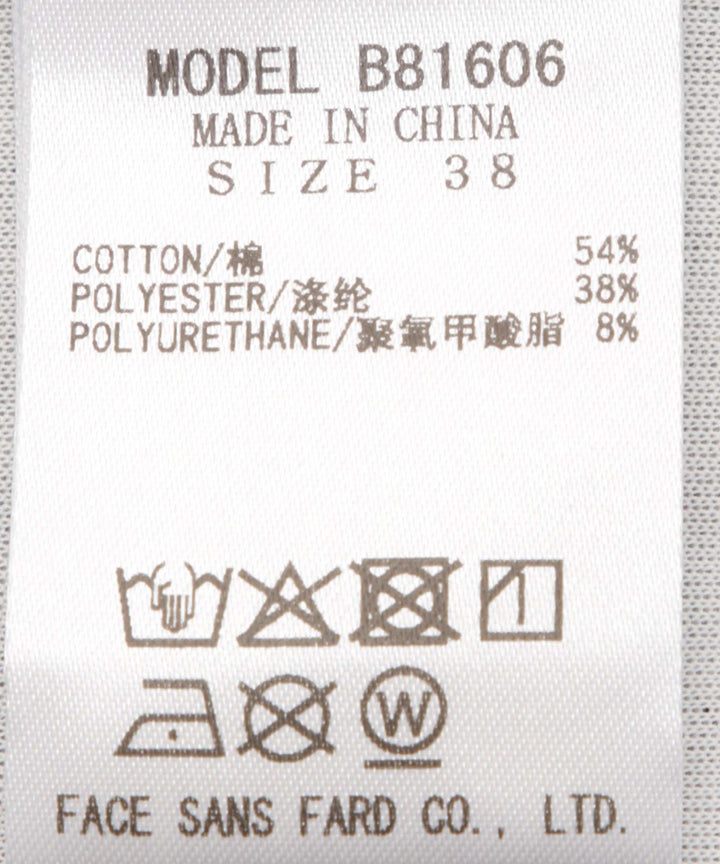 MODEL B81606
MADE IN CHINA
SIZE 38
COTTON/棉 54%
POLYESTER/涤纶 38%
POLYURETHANE/聚氨甲酸脂 8%
W
FACE SANS FARD CO., LTD.